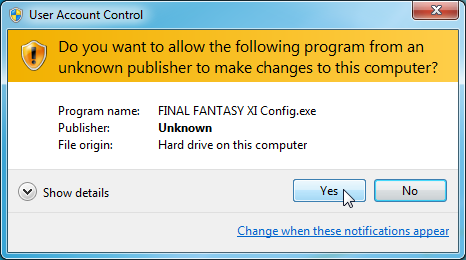 User Account Control
Do you want to allow the following program from an
unknown publisher to make changes to this computer?
Program name: FINAL FANTASY XI Config.exe
Publisher: Unknown
File origin: Hard drive on this computer
Show details
Yes
No
Change when these notifications appear